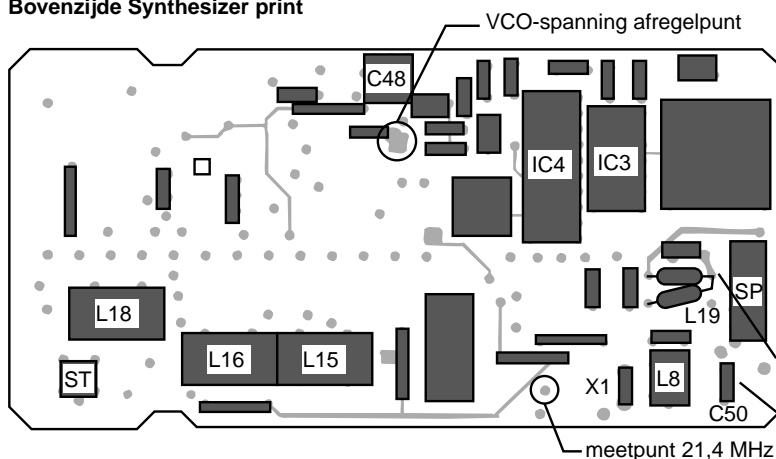 Bovenzijde Synthesizer print
VCO-spanning afregelpunt
C48
IC4
IC3
L18
SP
L19
L16
L15
ST
X1
L8
C50
meetpunt 21,4 MHz